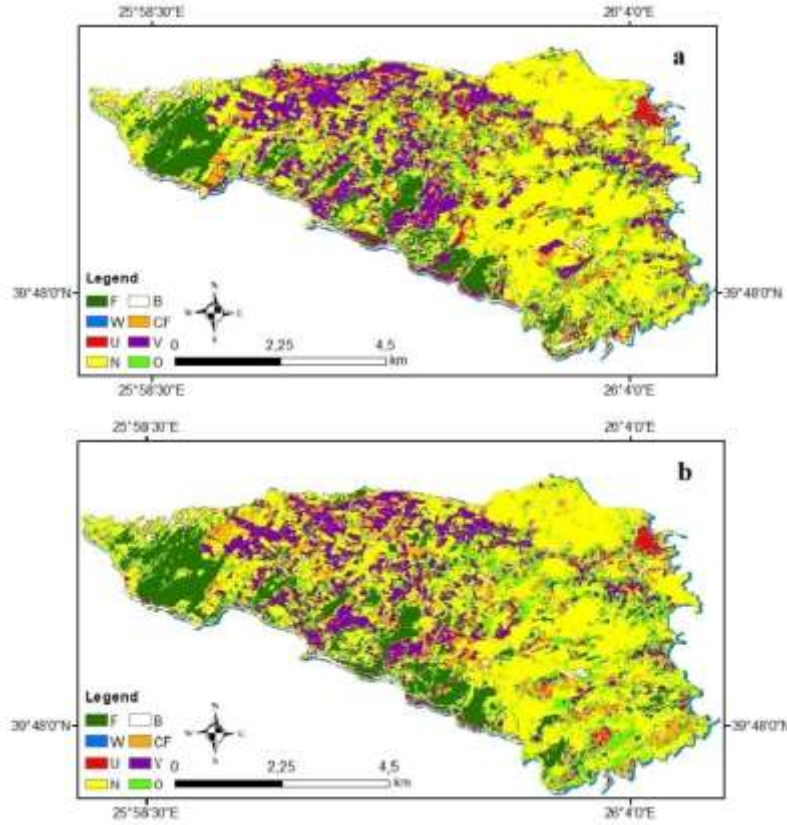 25°58'30"E 26°4'0"E
a
Legend
F B
W CF
U V
N O
N
W E
S
0 2,25 4,5
km
39°48'0"N 39°48'0"N
25°58'30"E 26°4'0"E
25°58'30"E 26°4'0"E
b
Legend
F B
W CF
U V
N O
N
W E
S
0 2,25 4,5
km
39°48'0"N 39°48'0"N
25°58'30"E 26°4'0"E